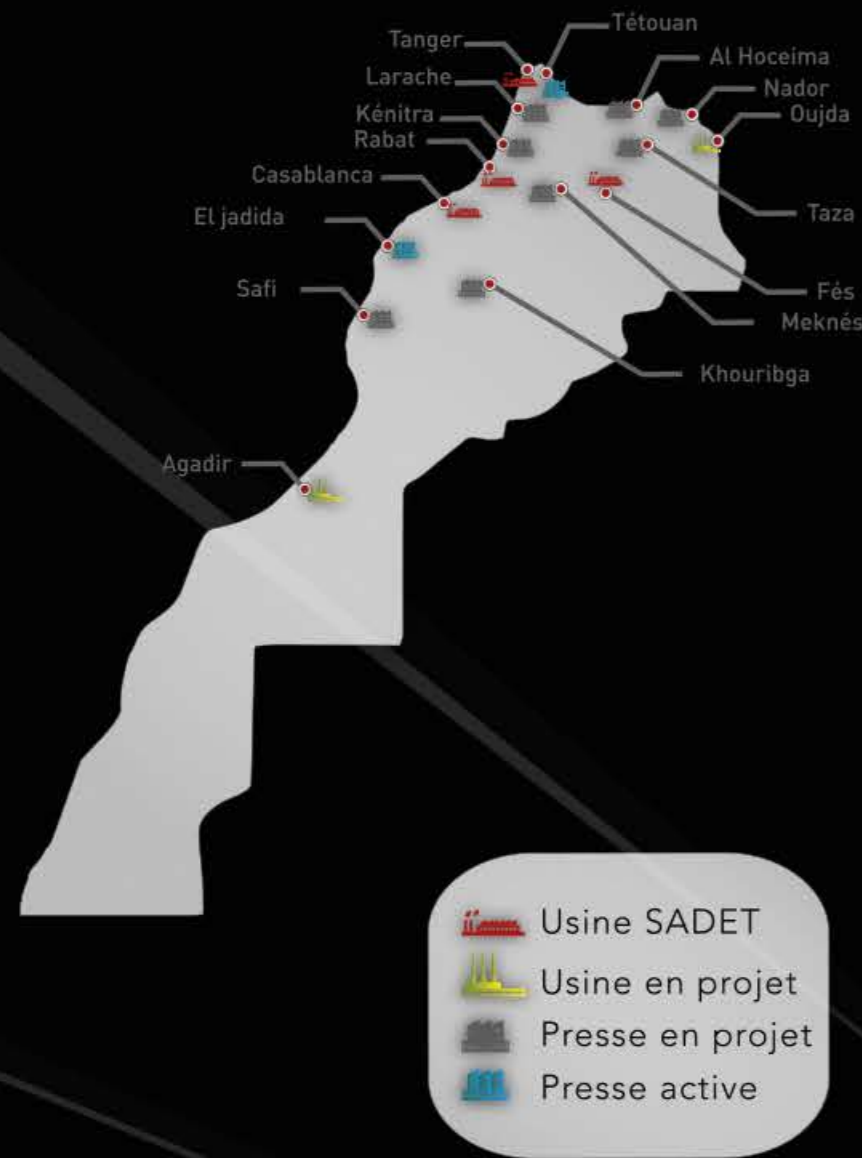 Tétouan
Tanger
Al Hoceima
Larache
Nador
Kénitra
Oujda
Rabat
Casablanca
Taza
El jadida
Safi
Fés
Meknés
Khouribga
Agadir
Usine SADET
Usine en projet
Presse en projet
Presse active